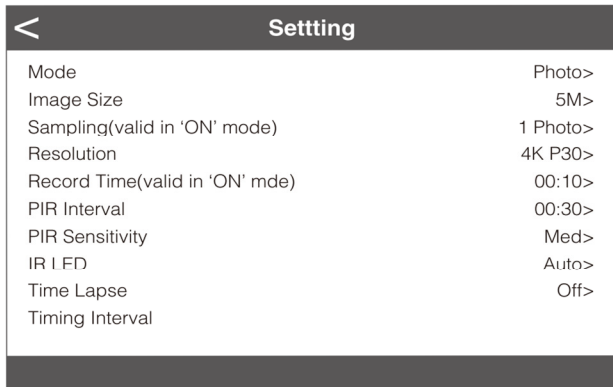 < Settting
Mode Photo>
Image Size 5M>
Sampling(valid in ‘ON’ mode) 1 Photo>
Resolution 4K P30>
Record Time(valid in ‘ON’ mde) 00:10>
PIR Interval 00:30>
PIR Sensitivity Med>
IR LED Auto>
Time Lapse Off>
Timing Interval